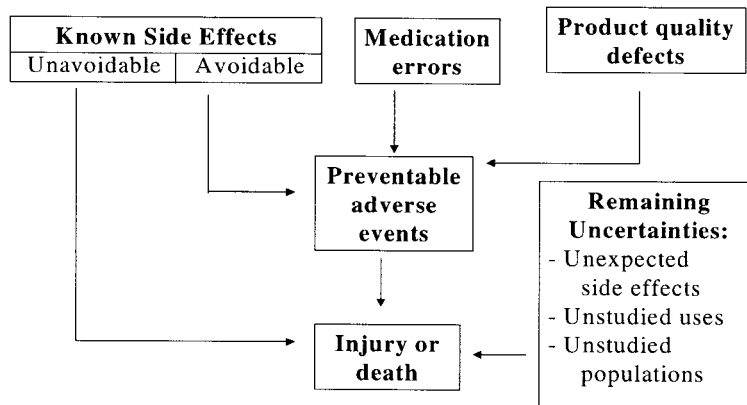 Known Side Effects
Unavoidable
Avoidable
Medication
errors
Product quality
defects
Preventable
adverse
events
Remaining
Uncertainties:
- Unexpected
side effects
- Unstudied uses
- Unstudied
populations
Injury or
death